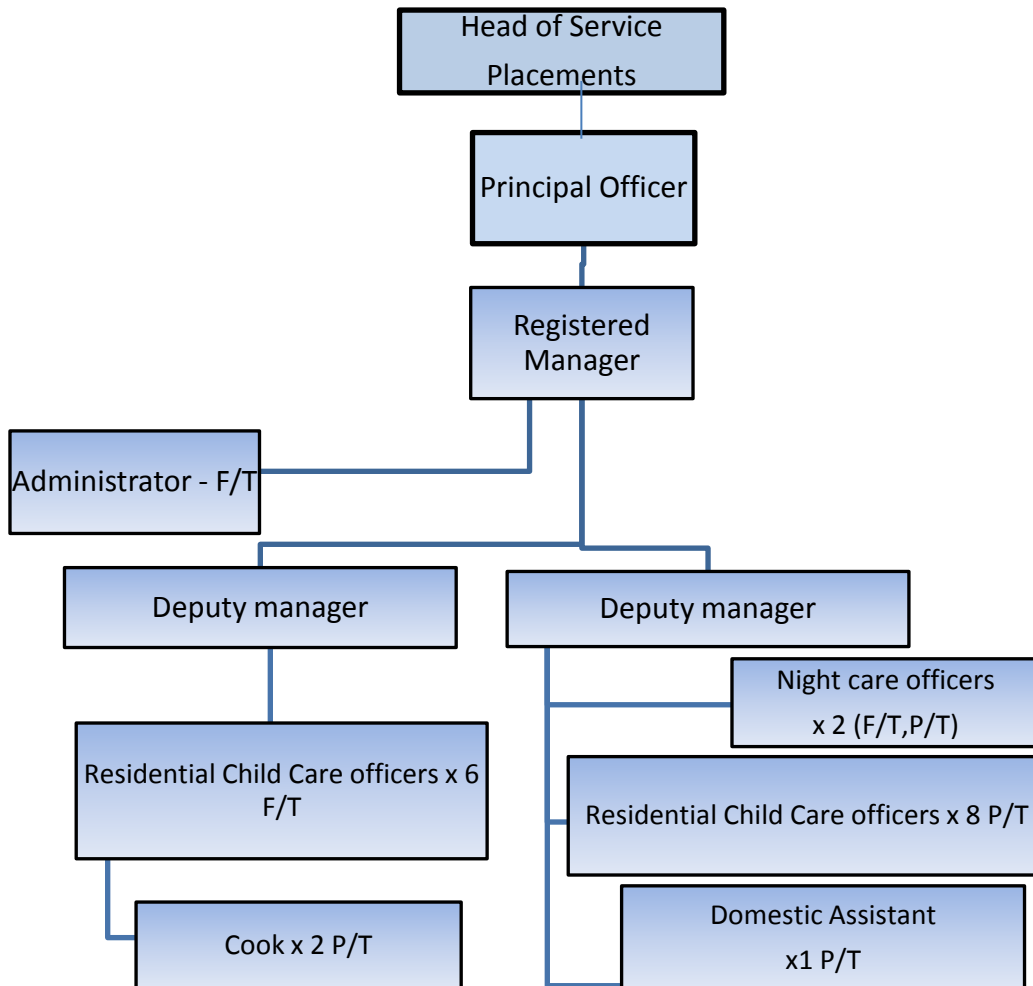 Head of Service
Placements
Principal Officer
Registered
Manager
Administrator - F/T
Deputy manager
Deputy manager
Night care officers
x 2 (F/T,P/T)
Residential Child Care officers x 6
F/T
Residential Child Care officers x 8 P/T
Cook x 2 P/T
Domestic Assistant
x1 P/T